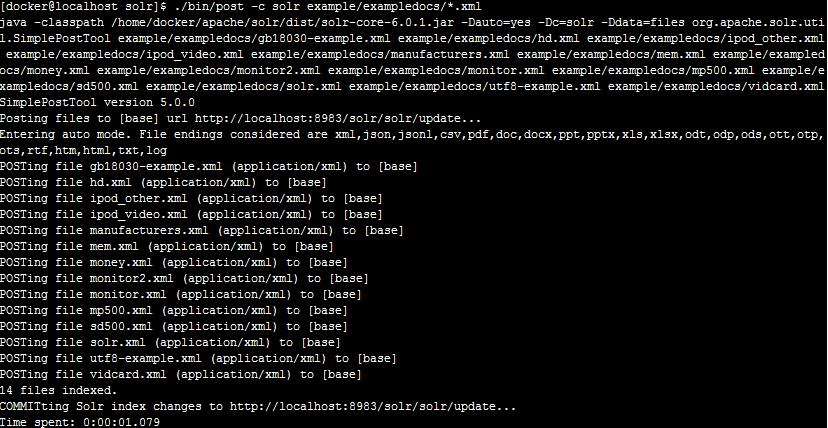 [docker@localhost solr]$ ./bin/post -c solr example/exampledocs/*.xml
java -classpath /home/docker/apache/solr/dist/solr-core-6.0.1.jar -Dauto=yes -Dc=solr -Ddata=files org.apache.solr.uti
l.SimplePostTool example/exampledocs/gb18030-example.xml example/exampledocs/hd.xml example/exampledocs/ipod_other.xml
 example/exampledocs/ipod_video.xml example/exampledocs/manufacturers.xml example/exampledocs/mem.xml example/exampled
ocs/money.xml example/exampledocs/monitor2.xml example/exampledocs/monitor.xml example/exampledocs/mp500.xml example/e
xampledocs/sd500.xml example/exampledocs/solr.xml example/exampledocs/utf8-example.xml example/exampledocs/vidcard.xml
SimplePostTool version 5.0.0
Posting files to [base] url http://localhost:8983/solr/solr/update...
Entering auto mode. File endings considered are xml,json,jsonl,csv,pdf,doc,docx,ppt,pptx,xls,xlsx,odt,odp,ods,ott,otp,
ots,rtf,htm,html,txt,log
POSTing file gb18030-example.xml (application/xml) to [base]
POSTing file hd.xml (application/xml) to [base]
POSTing file ipod_other.xml (application/xml) to [base]
POSTing file ipod_video.xml (application/xml) to [base]
POSTing file manufacturers.xml (application/xml) to [base]
POSTing file mem.xml (application/xml) to [base]
POSTing file money.xml (application/xml) to [base]
POSTing file monitor2.xml (application/xml) to [base]
POSTing file monitor.xml (application/xml) to [base]
POSTing file mp500.xml (application/xml) to [base]
POSTing file sd500.xml (application/xml) to [base]
POSTing file solr.xml (application/xml) to [base]
POSTing file utf8-example.xml (application/xml) to [base]
POSTing file vidcard.xml (application/xml) to [base]
14 files indexed.
COMMITting Solr index changes to http://localhost:8983/solr/solr/update...
Time spent: 0:00:01.079